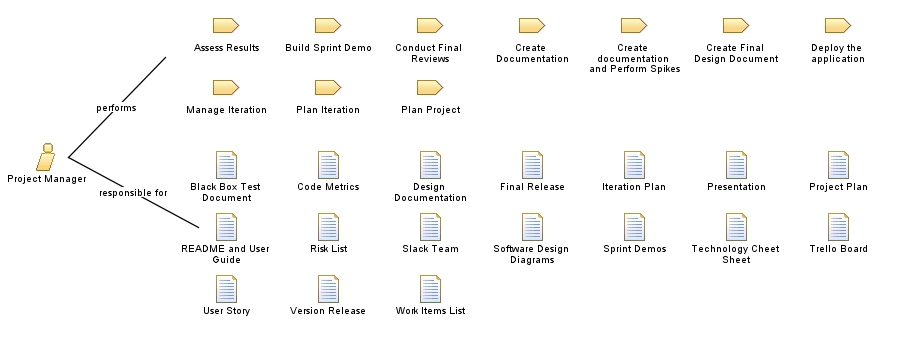 Assess Results
Build Sprint Demo
Conduct Final
Reviews
Create
Documentation
Create
documentation
and Perform Spikes
Create Final
Design Document
Deploy the
application
performs
Manage Iteration
Plan Iteration
Plan Project
Project Manager
responsible for
Black Box Test
Document
Code Metrics
Design
Documentation
Final Release
Iteration Plan
Presentation
Project Plan
README and User
Guide
Risk List
Slack Team
Software Design
Diagrams
Sprint Demos
Technology Cheet
Sheet
Trello Board
User Story
Version Release
Work Items List